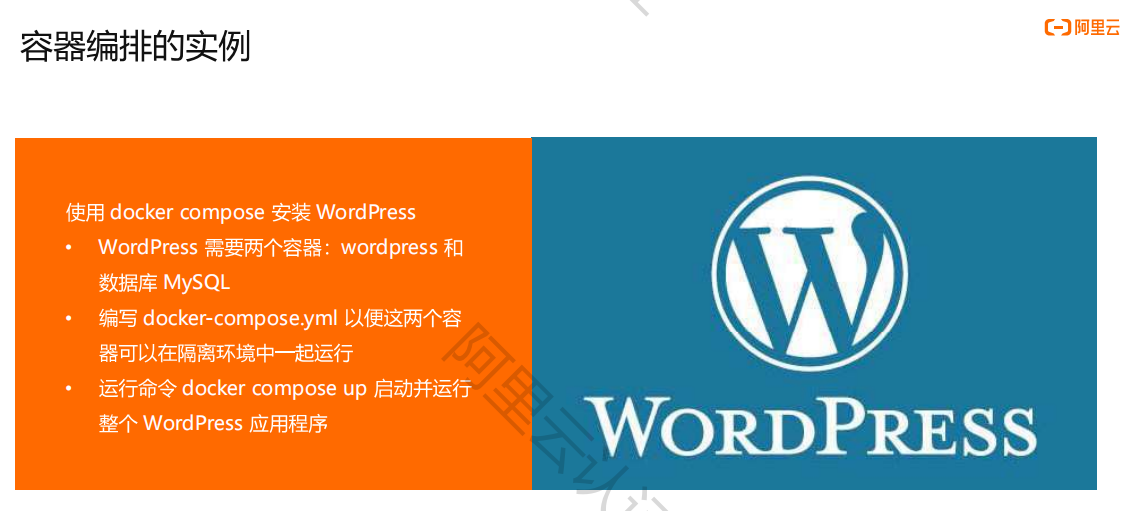 容器编排的实例
阿里云
使用 docker compose 安装 WordPress
• WordPress 需要两个容器：wordpress 和
数据库 MySQL
• 编写 docker-compose.yml 以便这两个容
器可以在隔离环境中一起运行
• 运行命令 docker compose up 启动并运行
整个 WordPress 应用程序
W
WORDPRESS
阿里云认证